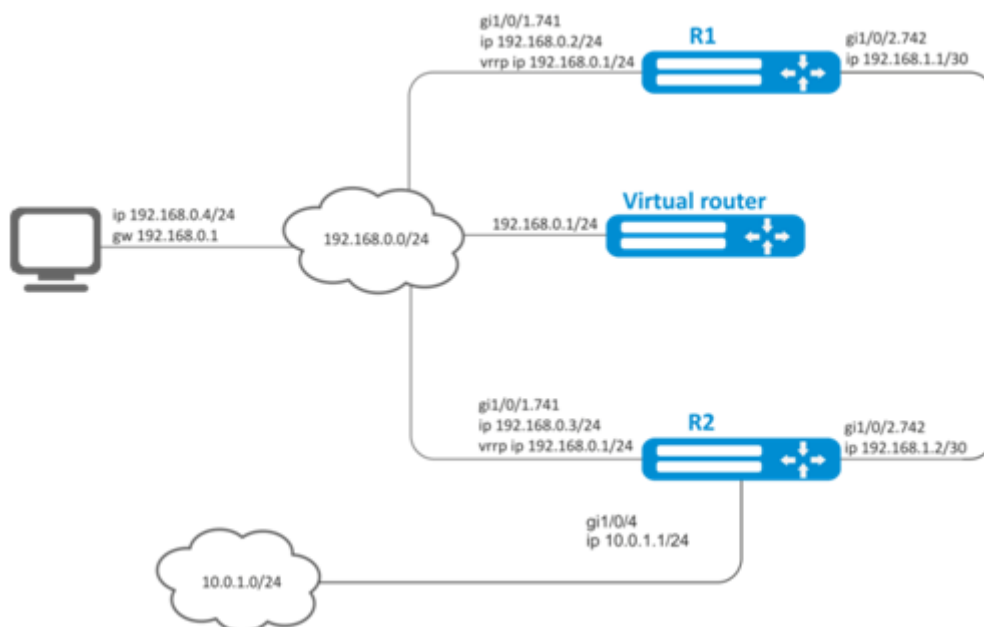 gi1/0/1.741
ip 192.168.0.2/24
vrrp ip 192.168.0.1/24
R1
gi1/0/2.742
ip 192.168.1.1/30
ip 192.168.0.4/24
gw 192.168.0.1
192.168.0.0/24
192.168.0.1/24
Virtual router
gi1/0/1.741
ip 192.168.0.3/24
vrrp ip 192.168.0.1/24
R2
gi1/0/2.742
ip 192.168.1.2/30
gi1/0/4
ip 10.0.1.1/24
10.0.1.0/24